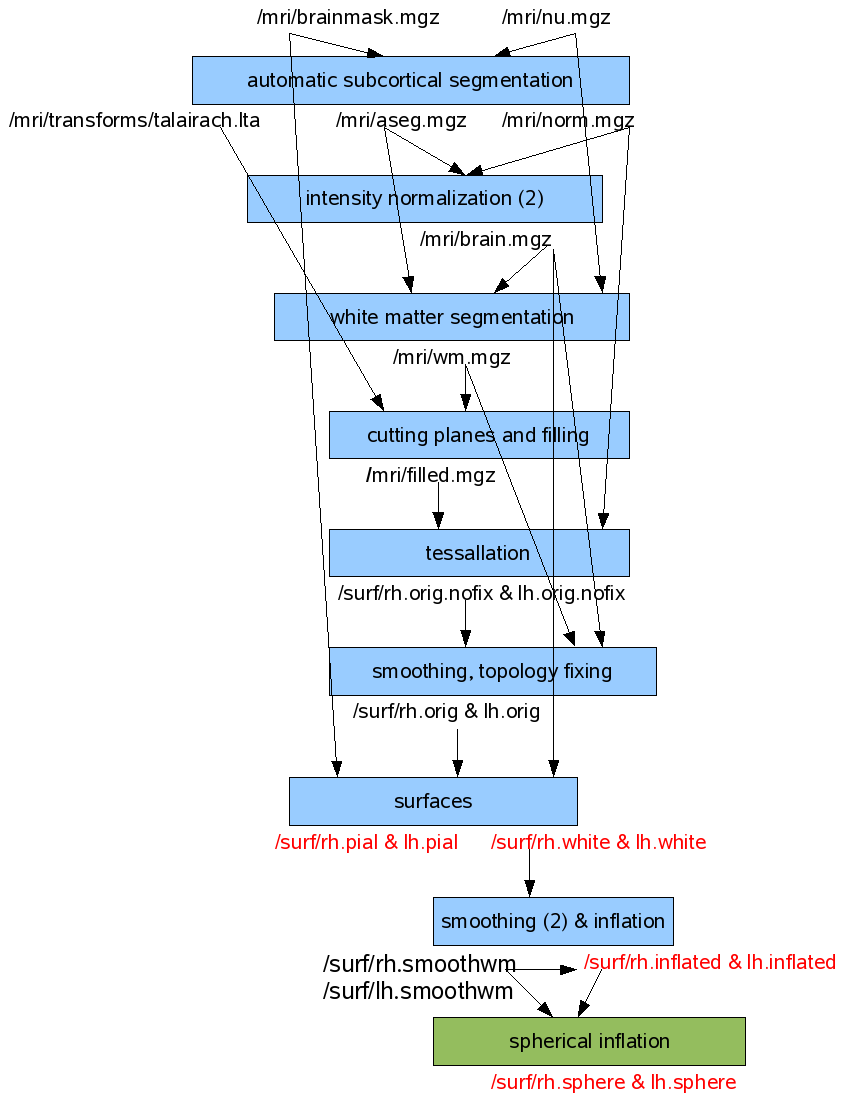 /mri/brainmask.mgz
/mri/nu.mgz
automatic subcortical segmentation
/mri/transforms/talairach.lta
/mri/aseg.mgz
/mri/norm.mgz
intensity normalization (2)
/mri/brain.mgz
white matter segmentation
/mri/wm.mgz
cutting planes and filling
/mri/filled.mgz
tessallation
/surf/rh.orig.nofix & lh.orig.nofix
smoothing, topology fixing
/surf/rh.orig & lh.orig
surfaces
/surf/rh.pial & lh.pial
/surf/rh.white & lh.white
smoothing (2) & inflation
/surf/rh.smoothwm
/surf/lh.smoothwm
/surf/rh.inflated & lh.inflated
spherical inflation
/surf/rh.sphere & lh.sphere